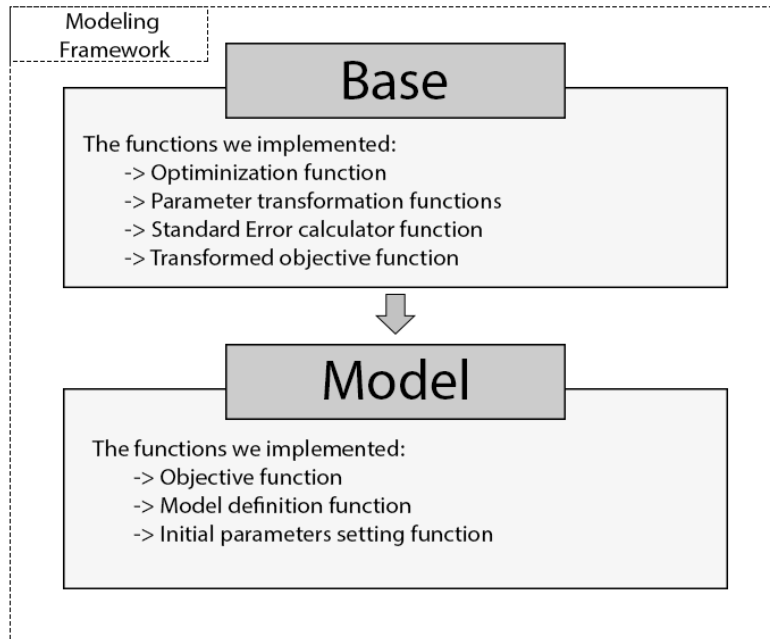 Modeling
Framework
Base
The functions we implemented:
-> Optiminization function
-> Parameter transformation functions
-> Standard Error calculator function
-> Transformed objective function
Model
The functions we implemented:
-> Objective function
-> Model definition function
-> Initial parameters setting function